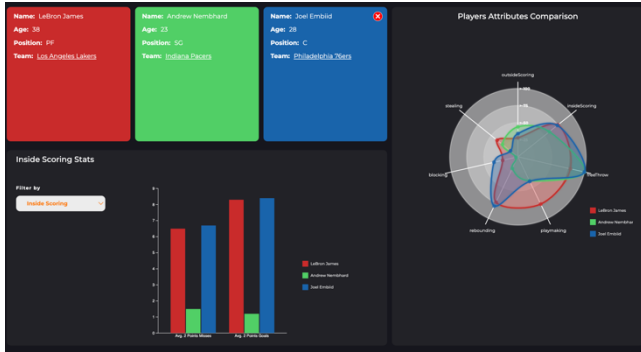 Name: LeBron James
Age: 38
Position: PF
Team: Los Angeles Lakers
Name: Andrew Nembhard
Age: 23
Position: SG
Team: Indiana Pacers
Name: Joel Embiid
Age: 28
Position: C
Team: Philadelphia 76ers
Players Attributes Comparison
outsideScoring
100
stealing
insideScoring
blocking
freeThrow
rebounding
playmaking
LeBron James
Andrew Nembhar
Joel Embiid
Inside Scoring Stats
Filter by
Inside Scoring
9
8
7
6
5
4
3
2
1
0
Avg. 2 Points Misses
Avg. 2 Points Goals
LeBron James
Andrew Nembhard
Joel Embiid